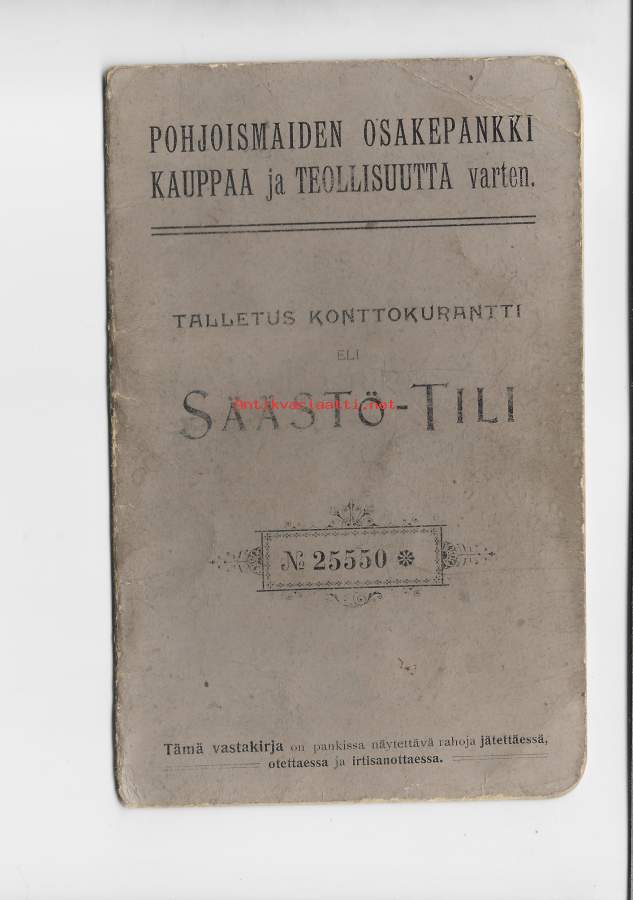 POHJOISMAIDEN OSAKEPANKKI
KAUPPAA ja TEOLLISUUTTA varten.
TALLETUS KONTTOKURANTTI
ELI
SÄÄSTÖ-TILI
Antikvariaatti.net
№ 25550
Tämä vastakirja on pankissa näytettävä rahoja jätettäessä,
otettaessa ja irtisanottaessa.